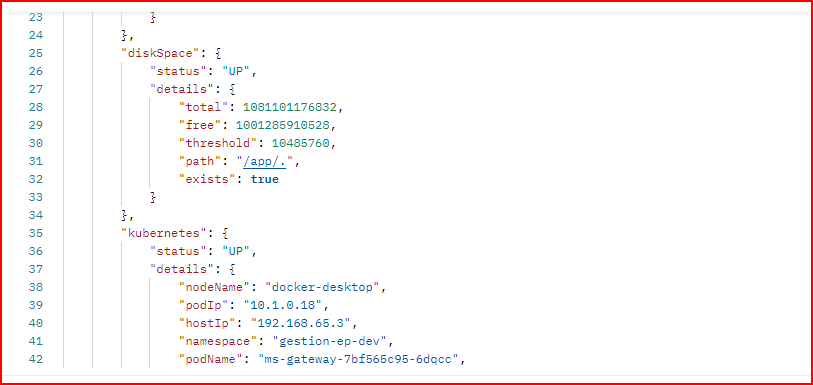 23 }
24 },
25 "diskSpace": {
26 "status": "UP",
27 "details": {
28 "total": 1081101176832,
29 "free": 1001285910528,
30 "threshold": 10485760,
31 "path": "/app/.",
32 "exists": true
33 }
34 },
35 "kubernetes": {
36 "status": "UP",
37 "details": {
38 "nodeName": "docker-desktop",
39 "podIp": "10.1.0.18",
40 "hostIp": "192.168.65.3",
41 "namespace": "gestion-ep-dev",
42 "podName": "ms-gateway-7bf565c95-6dqcc",